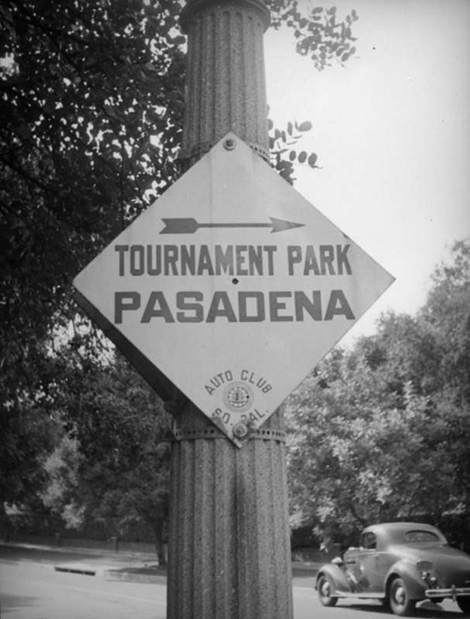 TOURNAMENT PARK
PASADENA
AUTO CLUB
SO. CAL.